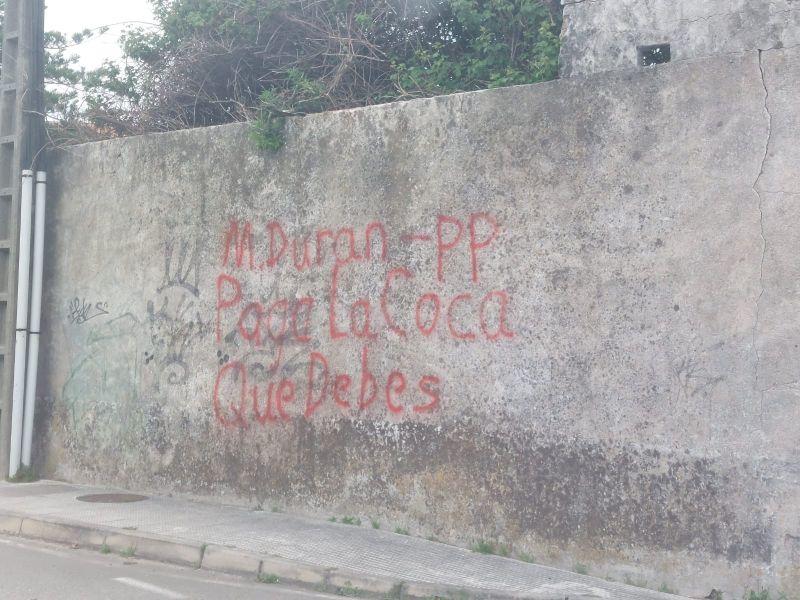 M. Duran - PP
Paga La Coca
Que Debes